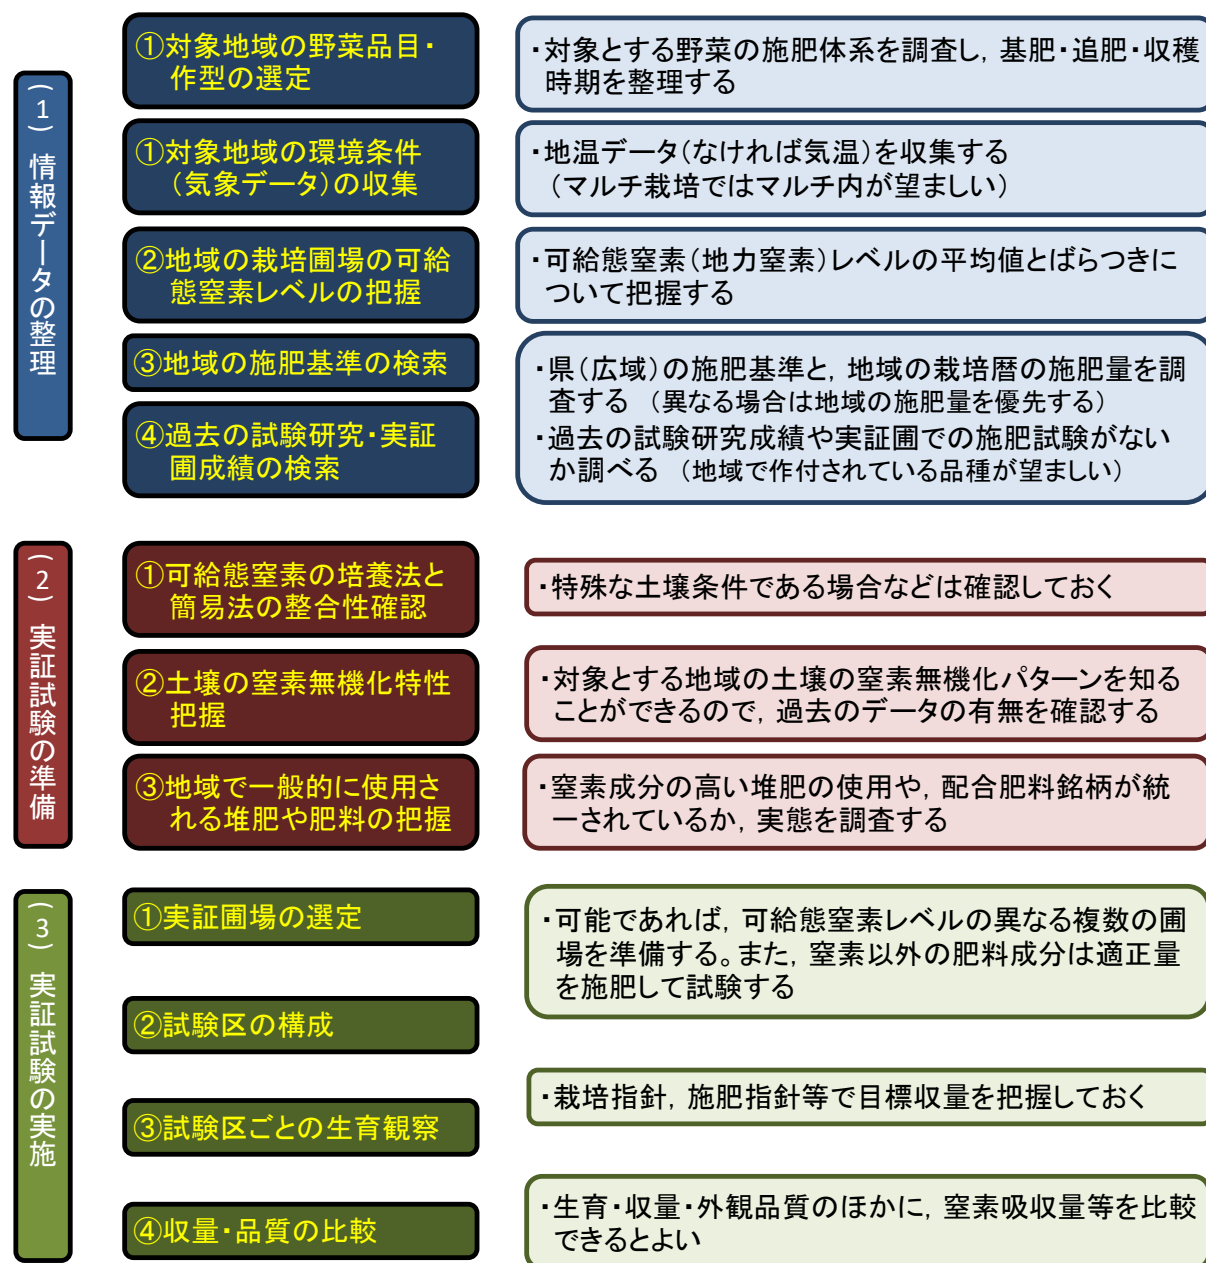 (1) 情報データの整理
①対象地域の野菜品目・
作型の選定
・対象とする野菜の施肥体系を調査し，基肥・追肥・収穫
時期を整理する
①対象地域の環境条件
（気象データ）の収集
・地温データ（なければ気温）を収集する
（マルチ栽培ではマルチ内が望ましい）
②地域の栽培圃場の可給
態窒素レベルの把握
・可給態窒素（地力窒素）レベルの平均値とばらつきに
ついて把握する
③地域の施肥基準の検索
④過去の試験研究・実証
圃成績の検索
・県（広域）の施肥基準と，地域の栽培暦の施肥量を調
査する （異なる場合は地域の施肥量を優先する）
・過去の試験研究成績や実証圃での施肥試験がない
か調べる （地域で作付されている品種が望ましい）
(2) 実証試験の準備
①可給態窒素の培養法と
簡易法の整合性確認
・特殊な土壌条件である場合などは確認しておく
②土壌の窒素無機化特性
把握
・対象とする地域の土壌の窒素無機化パターンを知る
ことができるので，過去のデータの有無を確認する
③地域で一般的に使用さ
れる堆肥や肥料の把握
・窒素成分の高い堆肥の使用や，配合肥料銘柄が統
一されているか，実態を調査する
(3) 実証試験の実施
①実証圃場の選定
・可能であれば，可給態窒素レベルの異なる複数の圃
場を準備する。また，窒素以外の肥料成分は適正量
を施肥して試験する
②試験区の構成
・栽培指針，施肥指針等で目標収量を把握しておく
③試験区ごとの生育観察
④収量・品質の比較
・生育・収量・外観品質のほかに，窒素吸収量等を比較
できるとよい